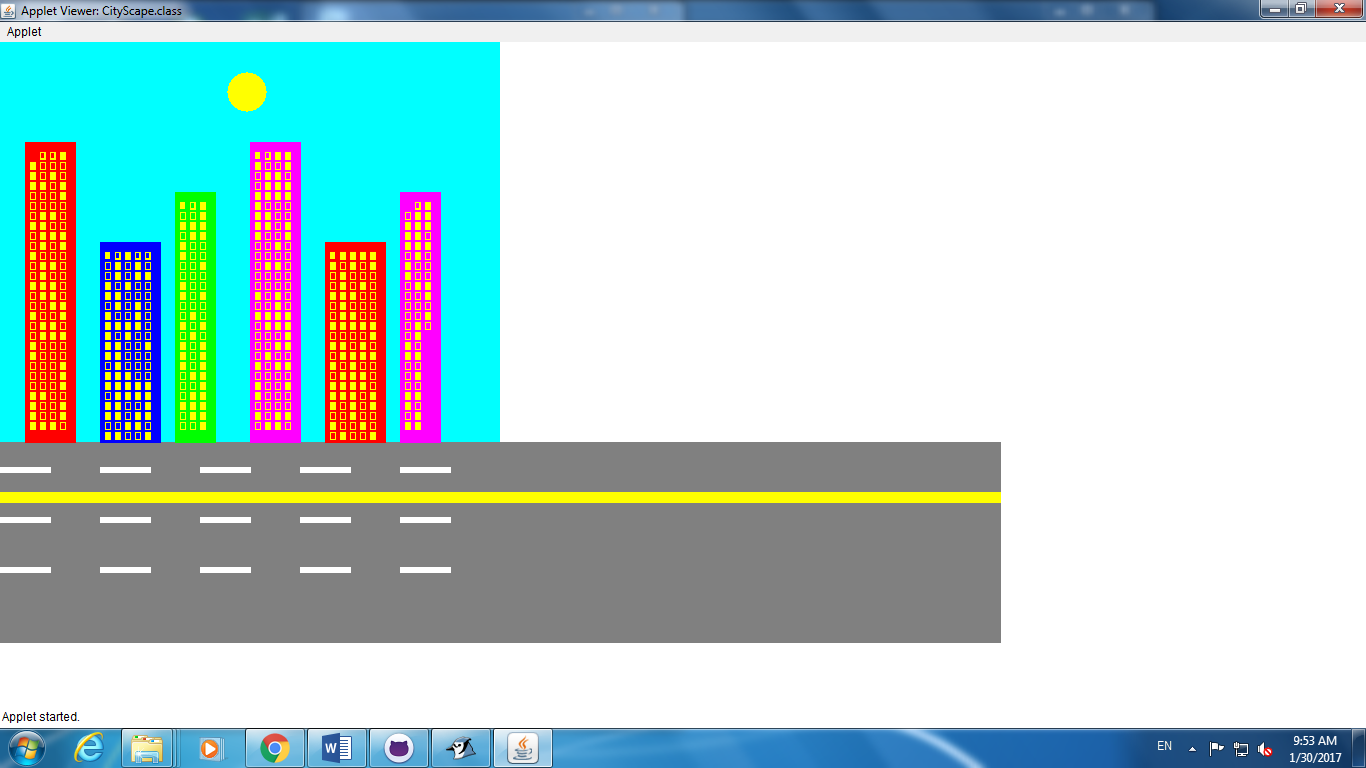 Applet Viewer: CityScape.class
Applet
Applet started.
W
EN
9:53 AM
1/30/2017